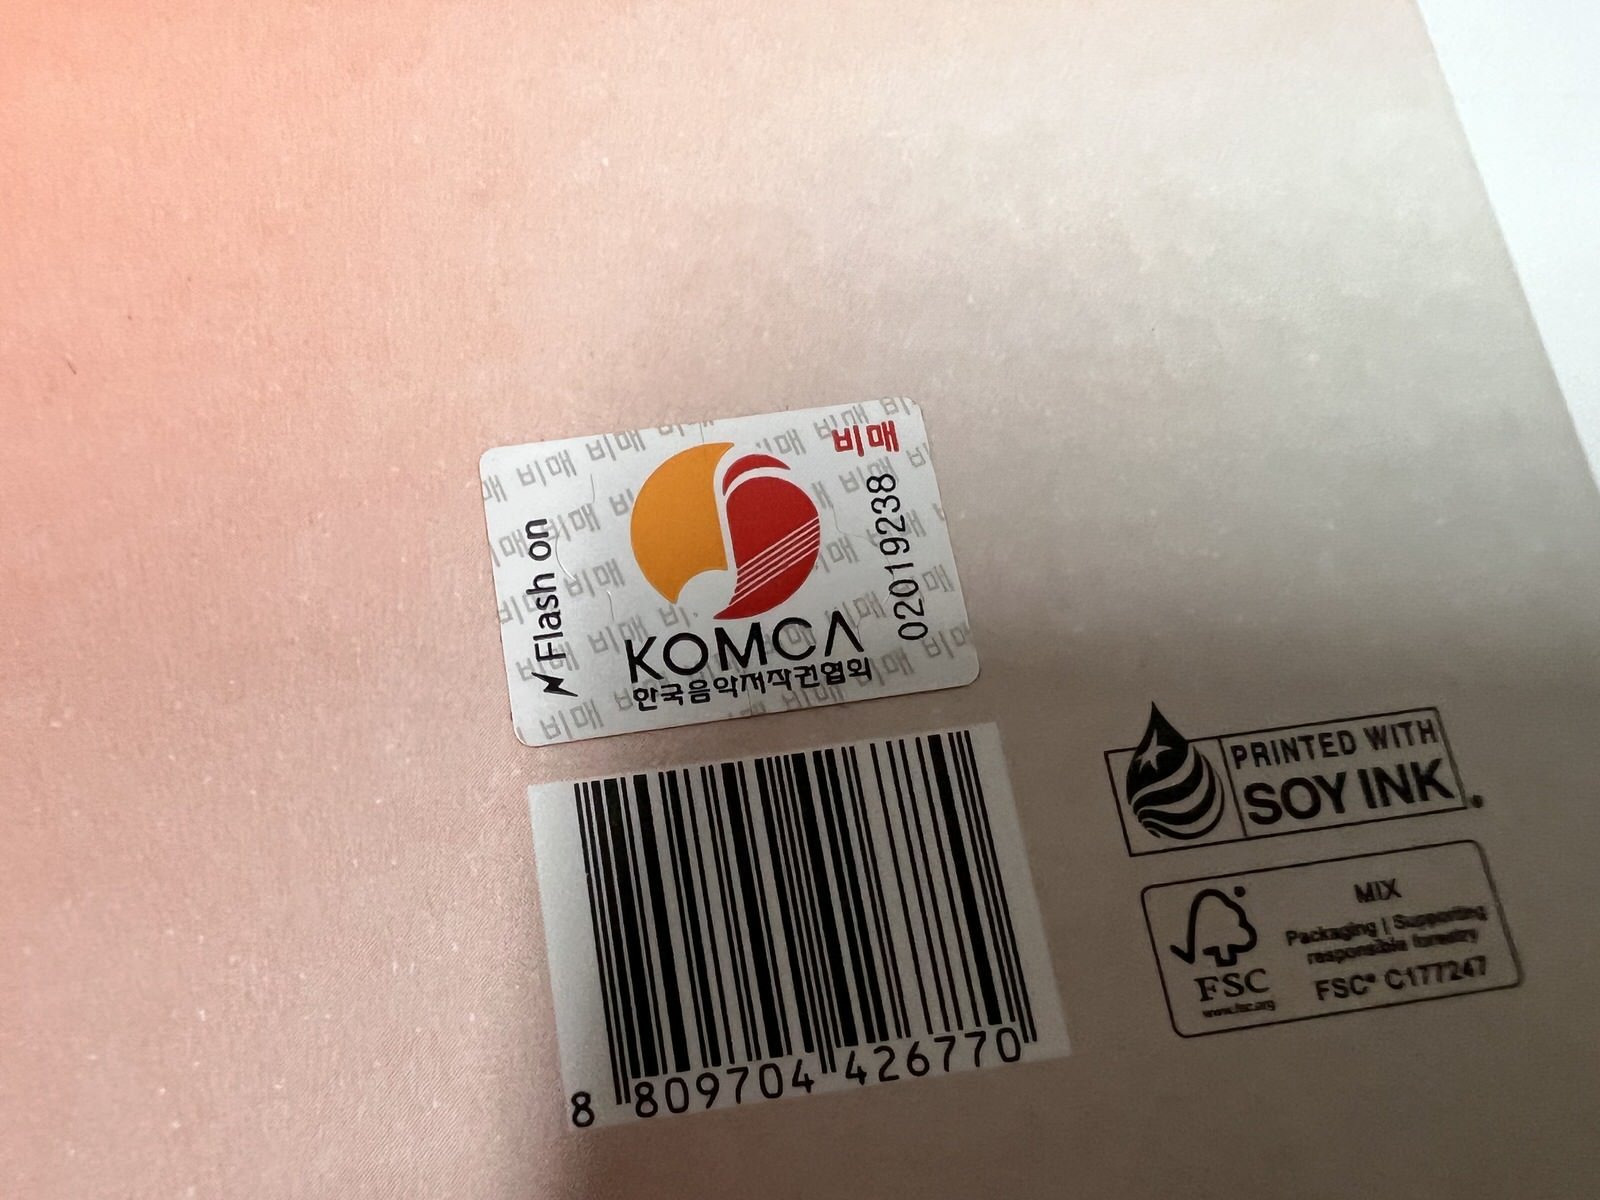 비매
Flash on
02019238
KOMCA
한국음악저작권협회
8 809704 426770
PRINTED WITH
SOY INK
FSC
www.fsc.org
MIX
Packaging | Supporting
responsible forestry
FSC® C177247